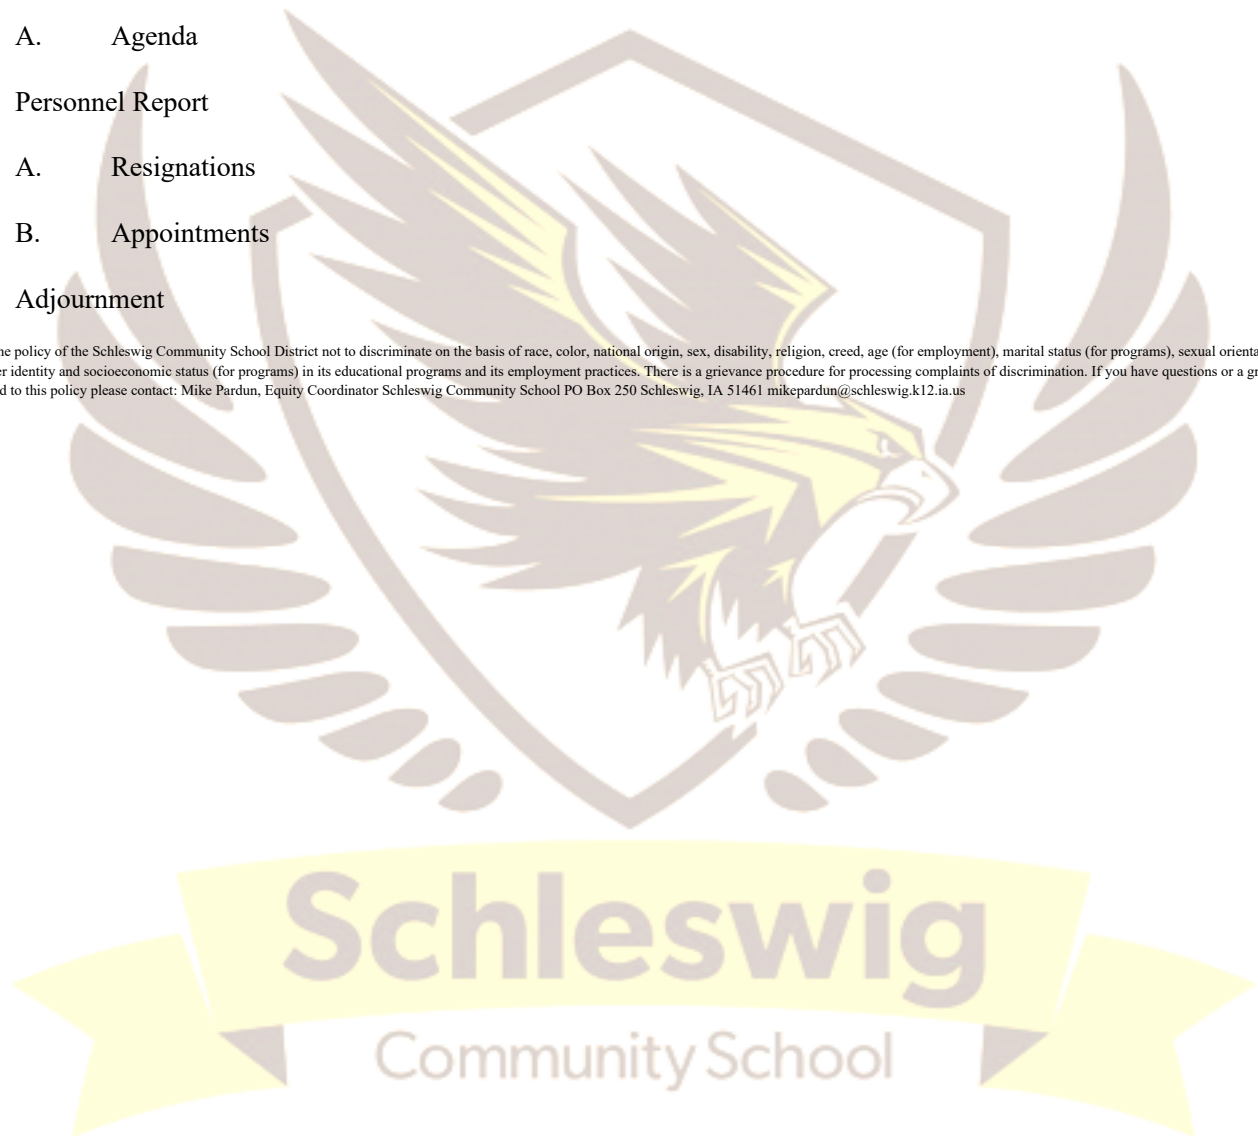 A. Agenda
Personnel Report
A. Resignations
B. Appointments
Adjournment
policy of the Schleswig Community School District not to discriminate on the basis of race, color, national origin, sex, disability, religion, creed, age (for employment), marital status (for programs), sexual
identity and socioeconomic status (for programs) in its educational programs and its employment practices. There is a grievance procedure for processing complaints of discrimination. If you have questions or a
to this policy please contact: Mike Pardun, Equity Coordinator Schleswig Community School PO Box 250 Schleswig, IA 51461 mikepardun@schleswig.k12.ia.us
Schleswig
Community School